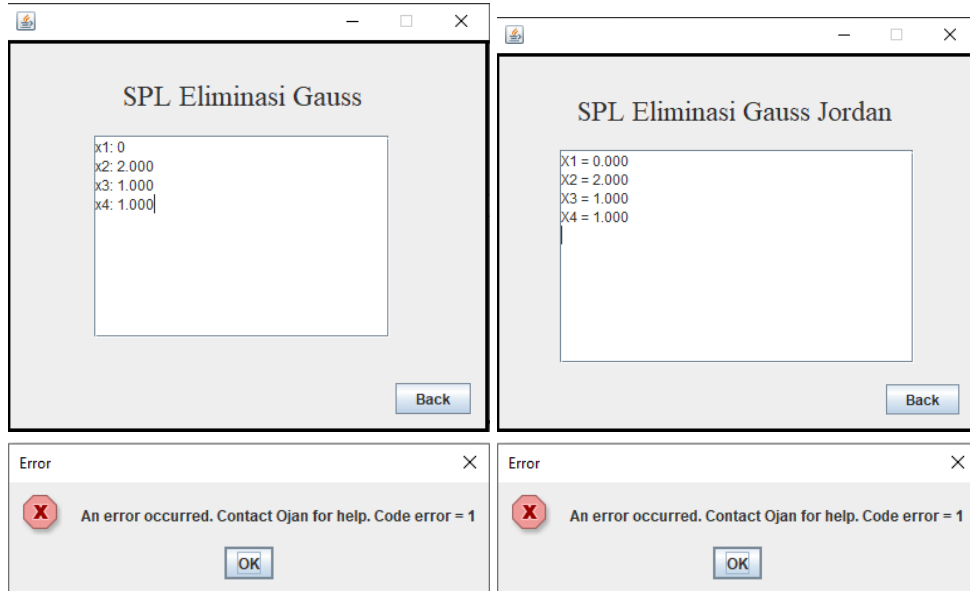 SPL Eliminasi Gauss
x1: 0
x2: 2.000
x3: 1.000
x4: 1.000
Back
SPL Eliminasi Gauss Jordan
X1 = 0.000
X2 = 2.000
X3 = 1.000
X4 = 1.000
Back
Error
An error occurred. Contact Ojan for help. Code error = 1
OK
Error
An error occurred. Contact Ojan for help. Code error = 1
OK